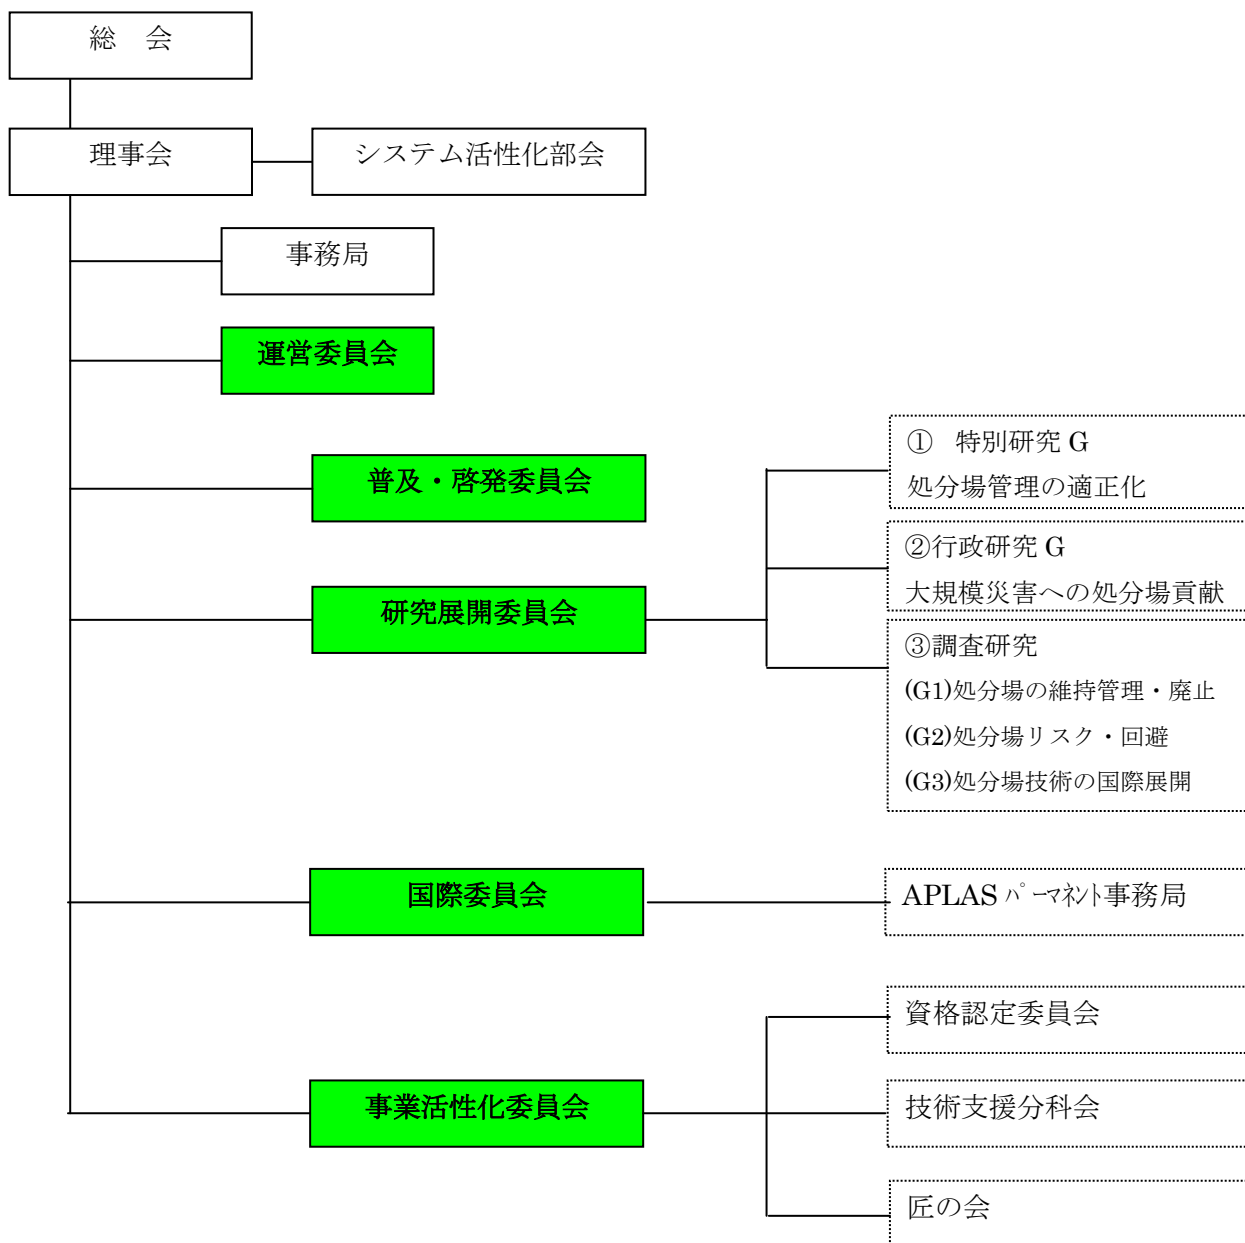 総　会
理事会
システム活性化部会
事務局
運営委員会
普及・啓発委員会
研究展開委員会
①　特別研究 G
処分場管理の適正化
②行政研究 G
大規模災害への処分場貢献
③調査研究
(G1)処分場の維持管理・廃止
(G2)処分場リスク・回避
(G3)処分場技術の国際展開
国際委員会
APLAS ﾊﾟｰﾏﾈﾝﾄ事務局
事業活性化委員会
資格認定委員会
技術支援分科会
匠の会